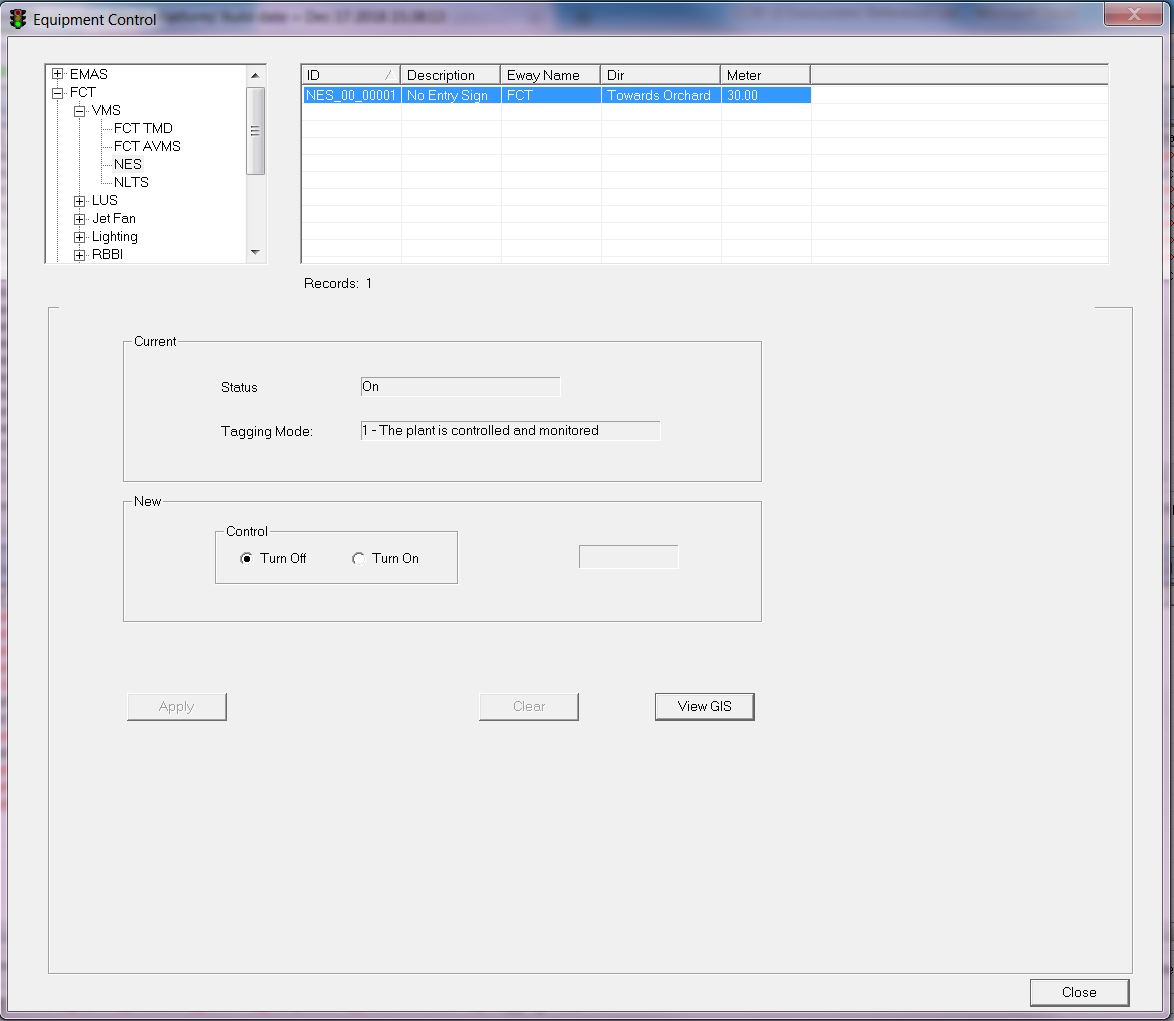 Equipment Control
EMAS
FCT
VMS
FCT TMD
FCT AVMS
NES
NLTS
LUS
Jet Fan
Lighting
RBBI
ID Description Eway Name Dir Meter
NES_00_00001 No Entry Sign FCT Towards Orchard 30.00
Records: 1
Current
Status On
Tagging Mode: 1 - The plant is controlled and monitored
New
Control
Turn Off Turn On
Apply Clear View GIS
Close